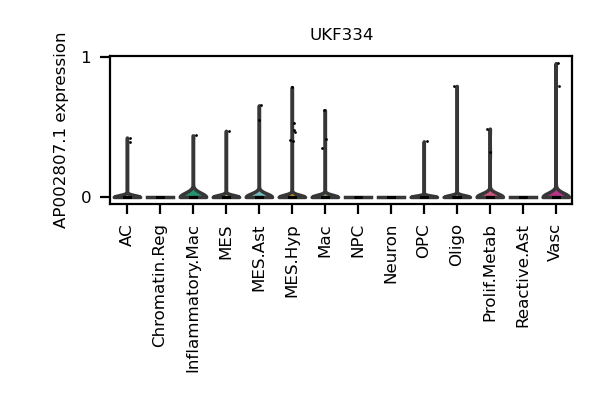 UKF334
AP002807.1 expression
1
0
AC
Chromatin.Reg
Inflammatory.Mac
MES
MES.Ast
MES.Hyp
Mac
NPC
Neuron
OPC
Oligo
Prolif.Metab
Reactive.Ast
Vasc